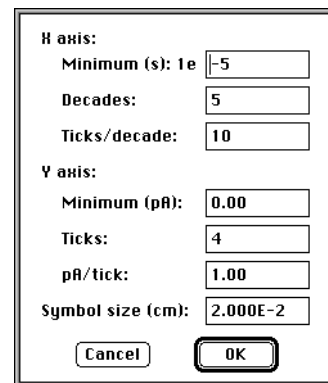 X axis:
Minimum (s): 1e -5
Decades: 5
Ticks/decade: 10
Y axis:
Minimum (pA): 0.00
Ticks: 4
pA/tick: 1.00
Symbol size (cm): 2.000E-2
Cancel OK